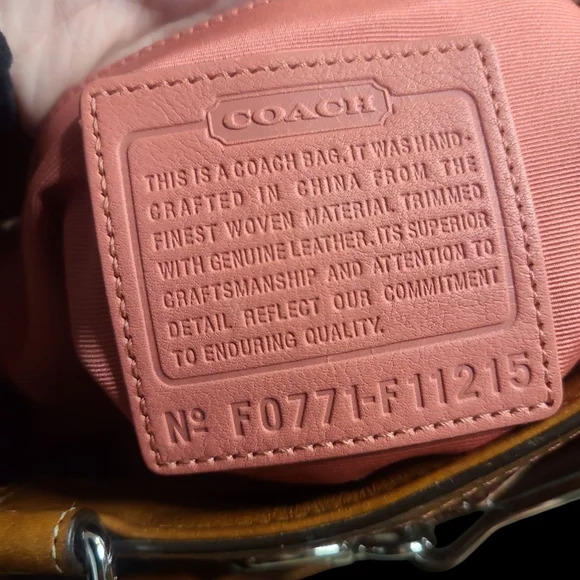 COACH
THIS IS A COACH BAG. IT WAS HAND-
CRAFTED IN CHINA FROM THE
FINEST WOVEN MATERIAL TRIMMED
WITH GENUINE LEATHER. ITS SUPERIOR
CRAFTSMANSHIP AND ATTENTION TO
DETAIL REFLECT OUR COMMITMENT
TO ENDURING QUALITY.
Nº F0771-F11215